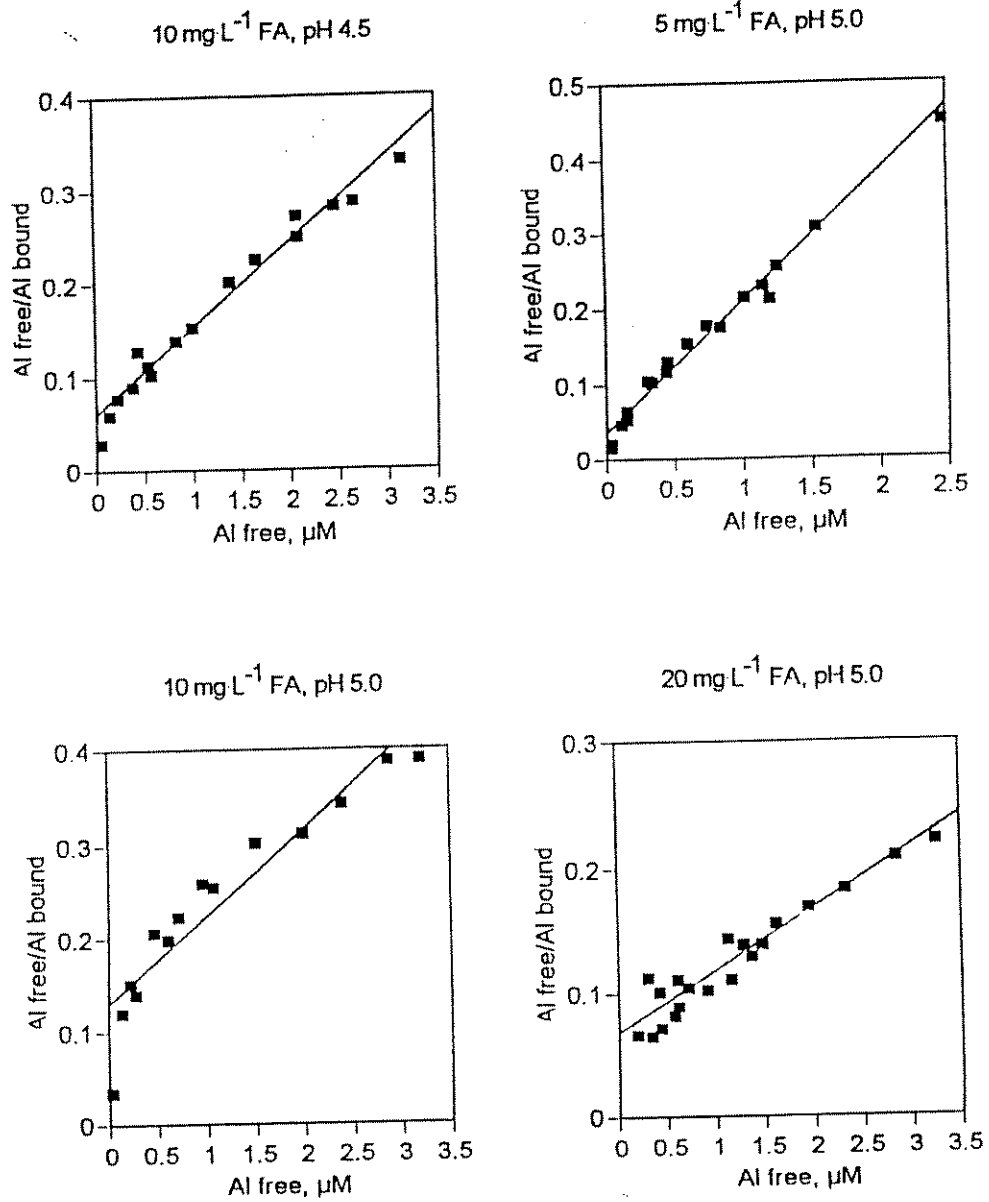 10 mg·L⁻¹ FA, pH 4.5
0.4
0.3
0.2
0.1
0
Al free/Al bound
0 0.5 1 1.5 2 2.5 3 3.5
Al free, µM
5 mg·L⁻¹ FA, pH 5.0
0.5
0.4
0.3
0.2
0.1
0
Al free/Al bound
0 0.5 1 1.5 2 2.5
Al free, µM
10 mg·L⁻¹ FA, pH 5.0
0.4
0.3
0.2
0.1
0
Al free/Al bound
0 0.5 1 1.5 2 2.5 3 3.5
Al free, µM
20 mg·L⁻¹ FA, pH 5.0
0.3
0.2
0.1
0
Al free/Al bound
0 0.5 1 1.5 2 2.5 3 3.5
Al free, µM